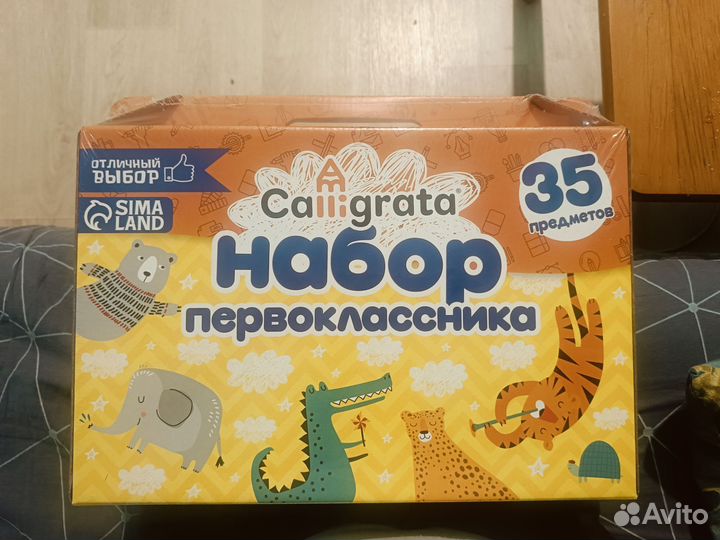 ОТЛИЧНЫЙ
ВЫБОР
SIMA
LAND
Calligrata
35
предметов
набор
первоклассника
Avito